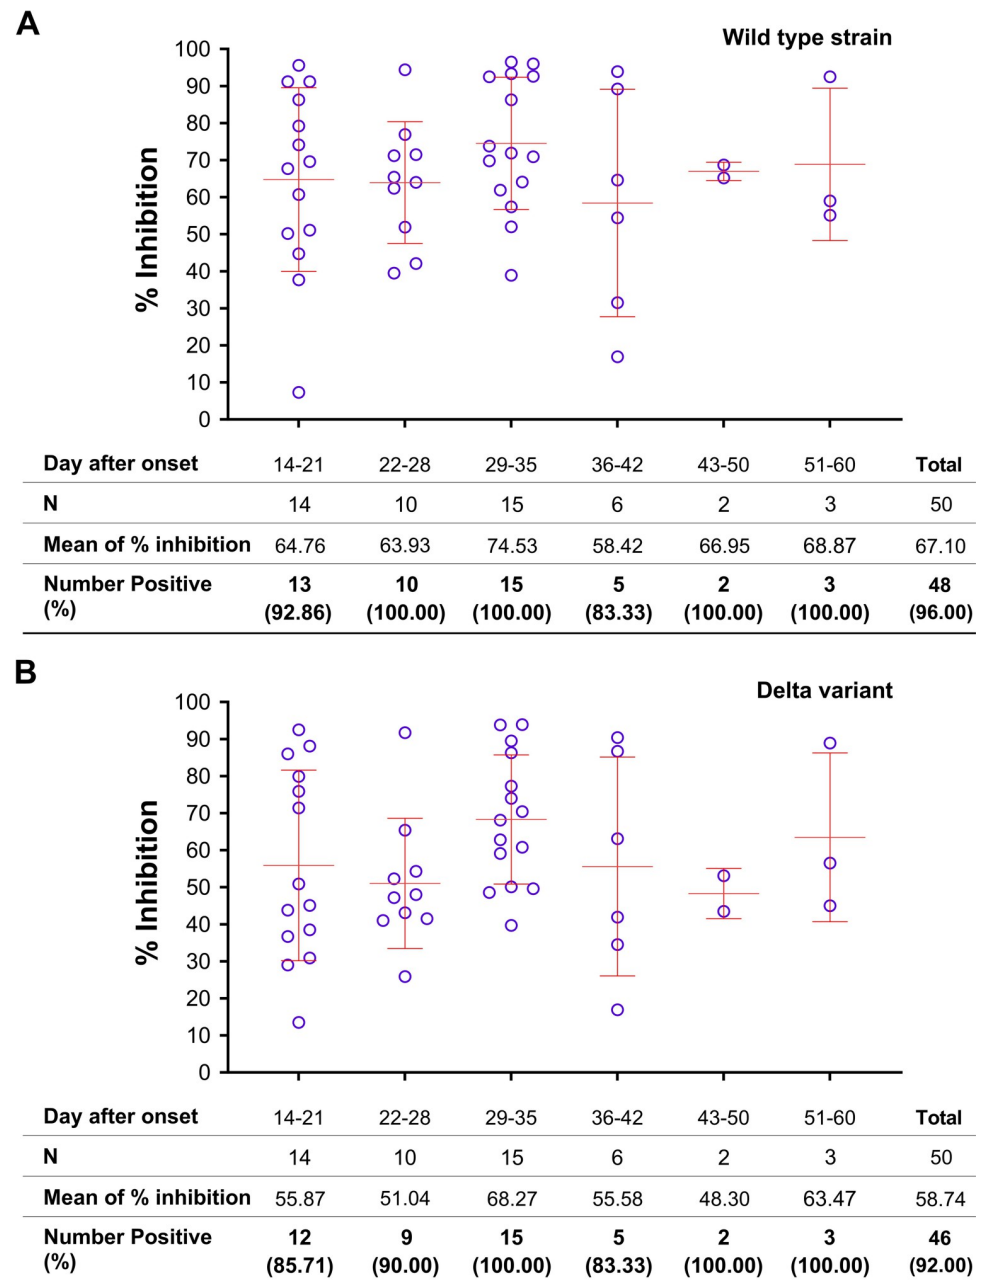 A
Wild type strain
100
90
80
70
60
50
40
30
20
10
0
% Inhibition
Day after onset 14-21 22-28 29-35 36-42 43-50 51-60 Total
N 14 10 15 6 2 3 50
Mean of % inhibition 64.76 63.93 74.53 58.42 66.95 68.87 67.10
Number Positive 13 10 15 5 2 3 48
(%) (92.86) (100.00) (100.00) (83.33) (100.00) (100.00) (96.00)
B
Delta variant
100
90
80
70
60
50
40
30
20
10
0
% Inhibition
Day after onset 14-21 22-28 29-35 36-42 43-50 51-60 Total
N 14 10 15 6 2 3 50
Mean of % inhibition 55.87 51.04 68.27 55.58 48.30 63.47 58.74
Number Positive 12 9 15 5 2 3 46
(%) (85.71) (90.00) (100.00) (83.33) (100.00) (100.00) (92.00)